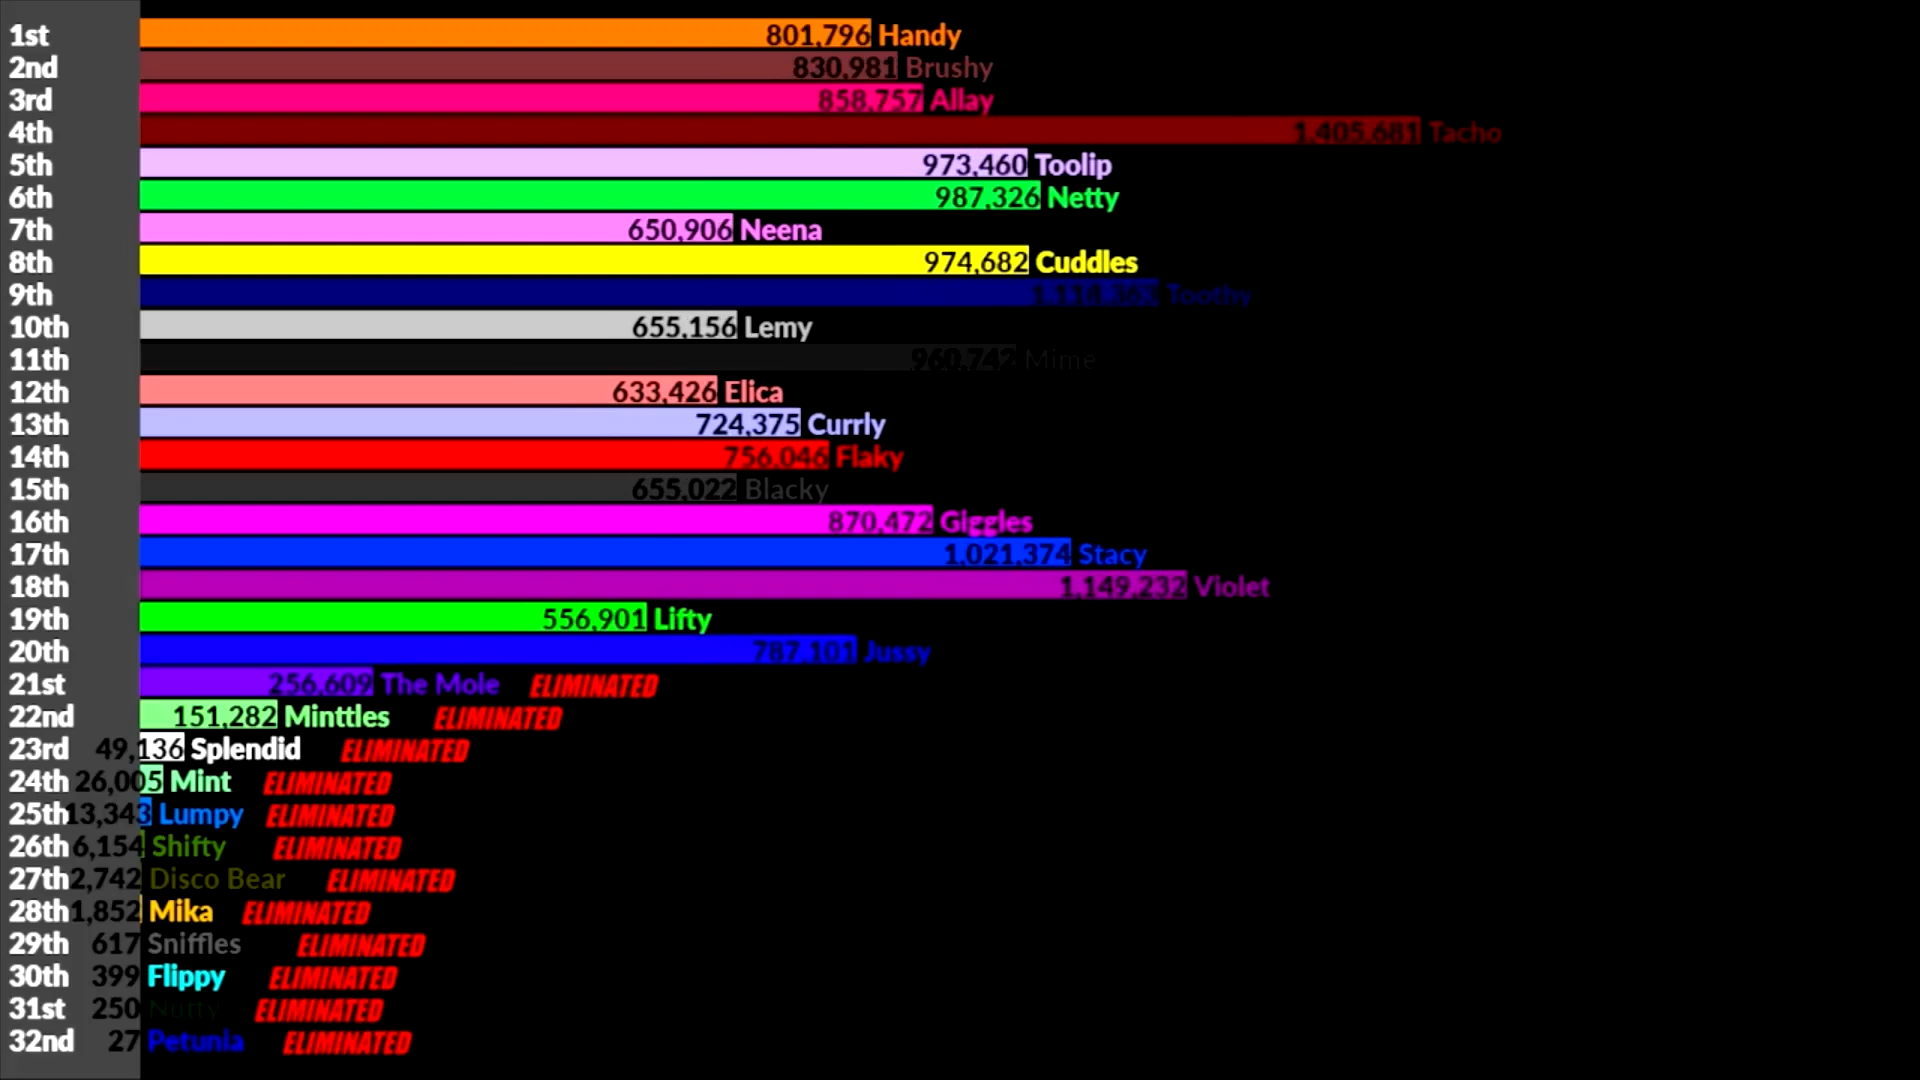 1st 801,796 Handy
2nd 830,981 Brushy
3rd 858,757 Allay
4th 1,405,681 Tacho
5th 973,460 Toolip
6th 987,326 Netty
7th 650,906 Neena
8th 974,682 Cuddles
9th Toothy
10th 655,156 Lemy
11th 960,742 Mime
12th 633,426 Elica
13th 724,375 Currly
14th 756,046 Flaky
15th 655,022 Blacky
16th 870,472 Giggles
17th 1,021,374 Stacy
18th 1,149,232 Violet
19th 556,901 Lifty
20th 787,101 Jussy
21st 256,609 The Mole ELIMINATED
22nd 151,282 Minttles ELIMINATED
23rd 49,136 Splendid ELIMINATED
24th 26,005 Mint ELIMINATED
25th 13,343 Lumpy ELIMINATED
26th 6,154 Shifty ELIMINATED
27th 2,742 Disco Bear ELIMINATED
28th 1,852 Mika ELIMINATED
29th 617 Sniffles ELIMINATED
30th 399 Flippy ELIMINATED
31st 250 Nutty ELIMINATED
32nd 27 Petunia ELIMINATED